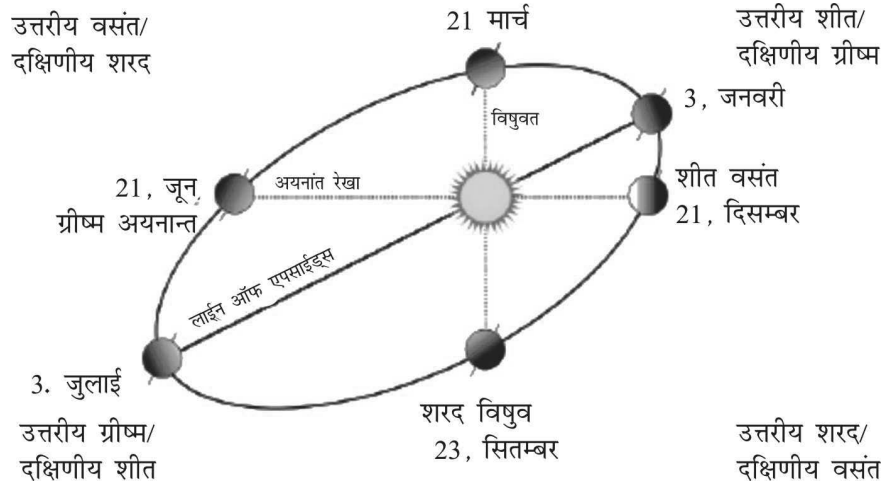 उत्तरीय वसंत/
दक्षिणीय शरद
21 मार्च
उत्तरीय शीत/
दक्षिणीय ग्रीष्म
3, जनवरी
विषुवत
21, जून
ग्रीष्म अयनान्त
अयनांत रेखा
शीत वसंत
21, दिसम्बर
लाईन ऑफ एपसाईड्स
3. जुलाई
उत्तरीय ग्रीष्म/
दक्षिणीय शीत
शरद विषुव
23, सितम्बर
उत्तरीय शरद/
दक्षिणीय वसंत